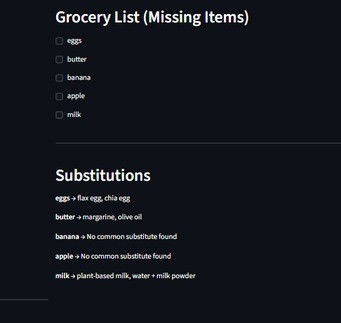 Grocery List (Missing Items)
eggs
butter
banana
apple
milk
Substitutions
eggs → flax egg, chia egg
butter → margarine, olive oil
banana → No common substitute found
apple → No common substitute found
milk → plant-based milk, water + milk powder